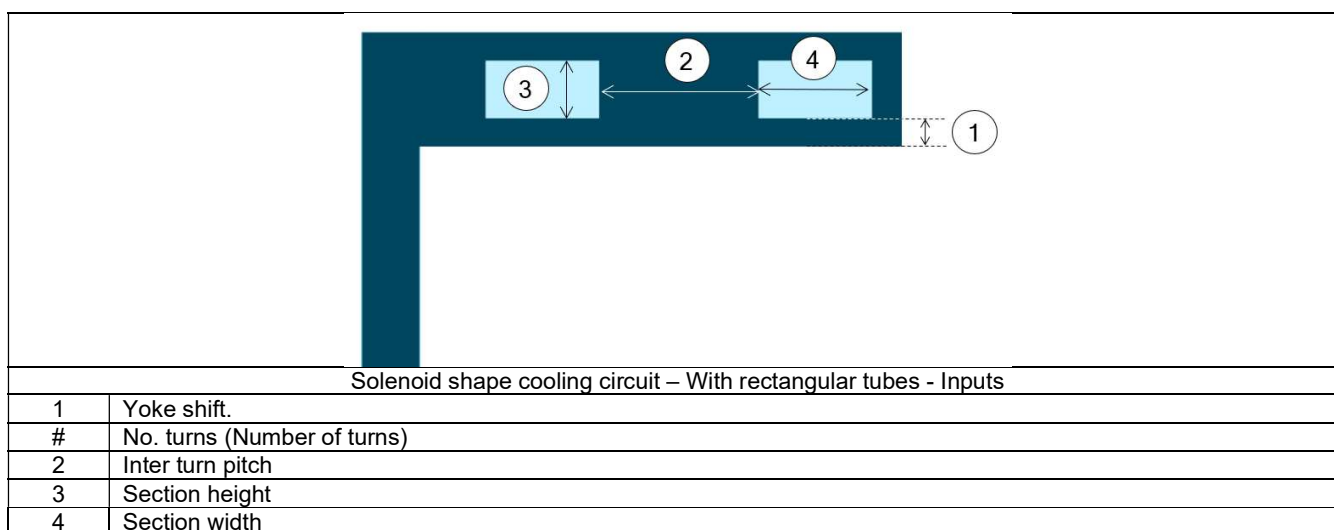 2
4
3
1
Solenoid shape cooling circuit – With rectangular tubes - Inputs
1 Yoke shift.
# No. turns (Number of turns)
2 Inter turn pitch
3 Section height
4 Section width